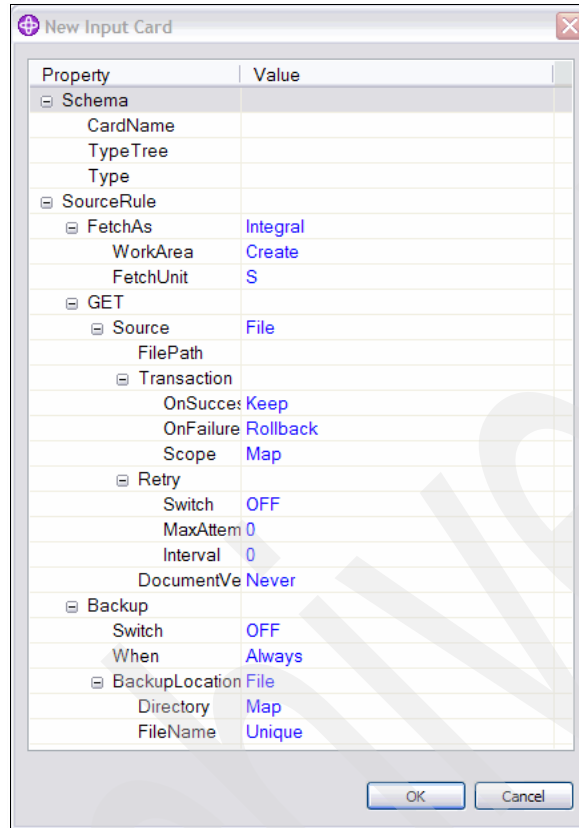 New Input Card
Property Value
Schema
CardName
TypeTree
Type
SourceRule
FetchAs Integral
WorkArea Create
FetchUnit S
GET
Source File
FilePath
Transaction
OnSucces Keep
OnFailure Rollback
Scope Map
Retry
Switch OFF
MaxAttem 0
Interval 0
DocumentVe Never
Backup
Switch OFF
When Always
BackupLocation File
Directory Map
FileName Unique
OK Cancel